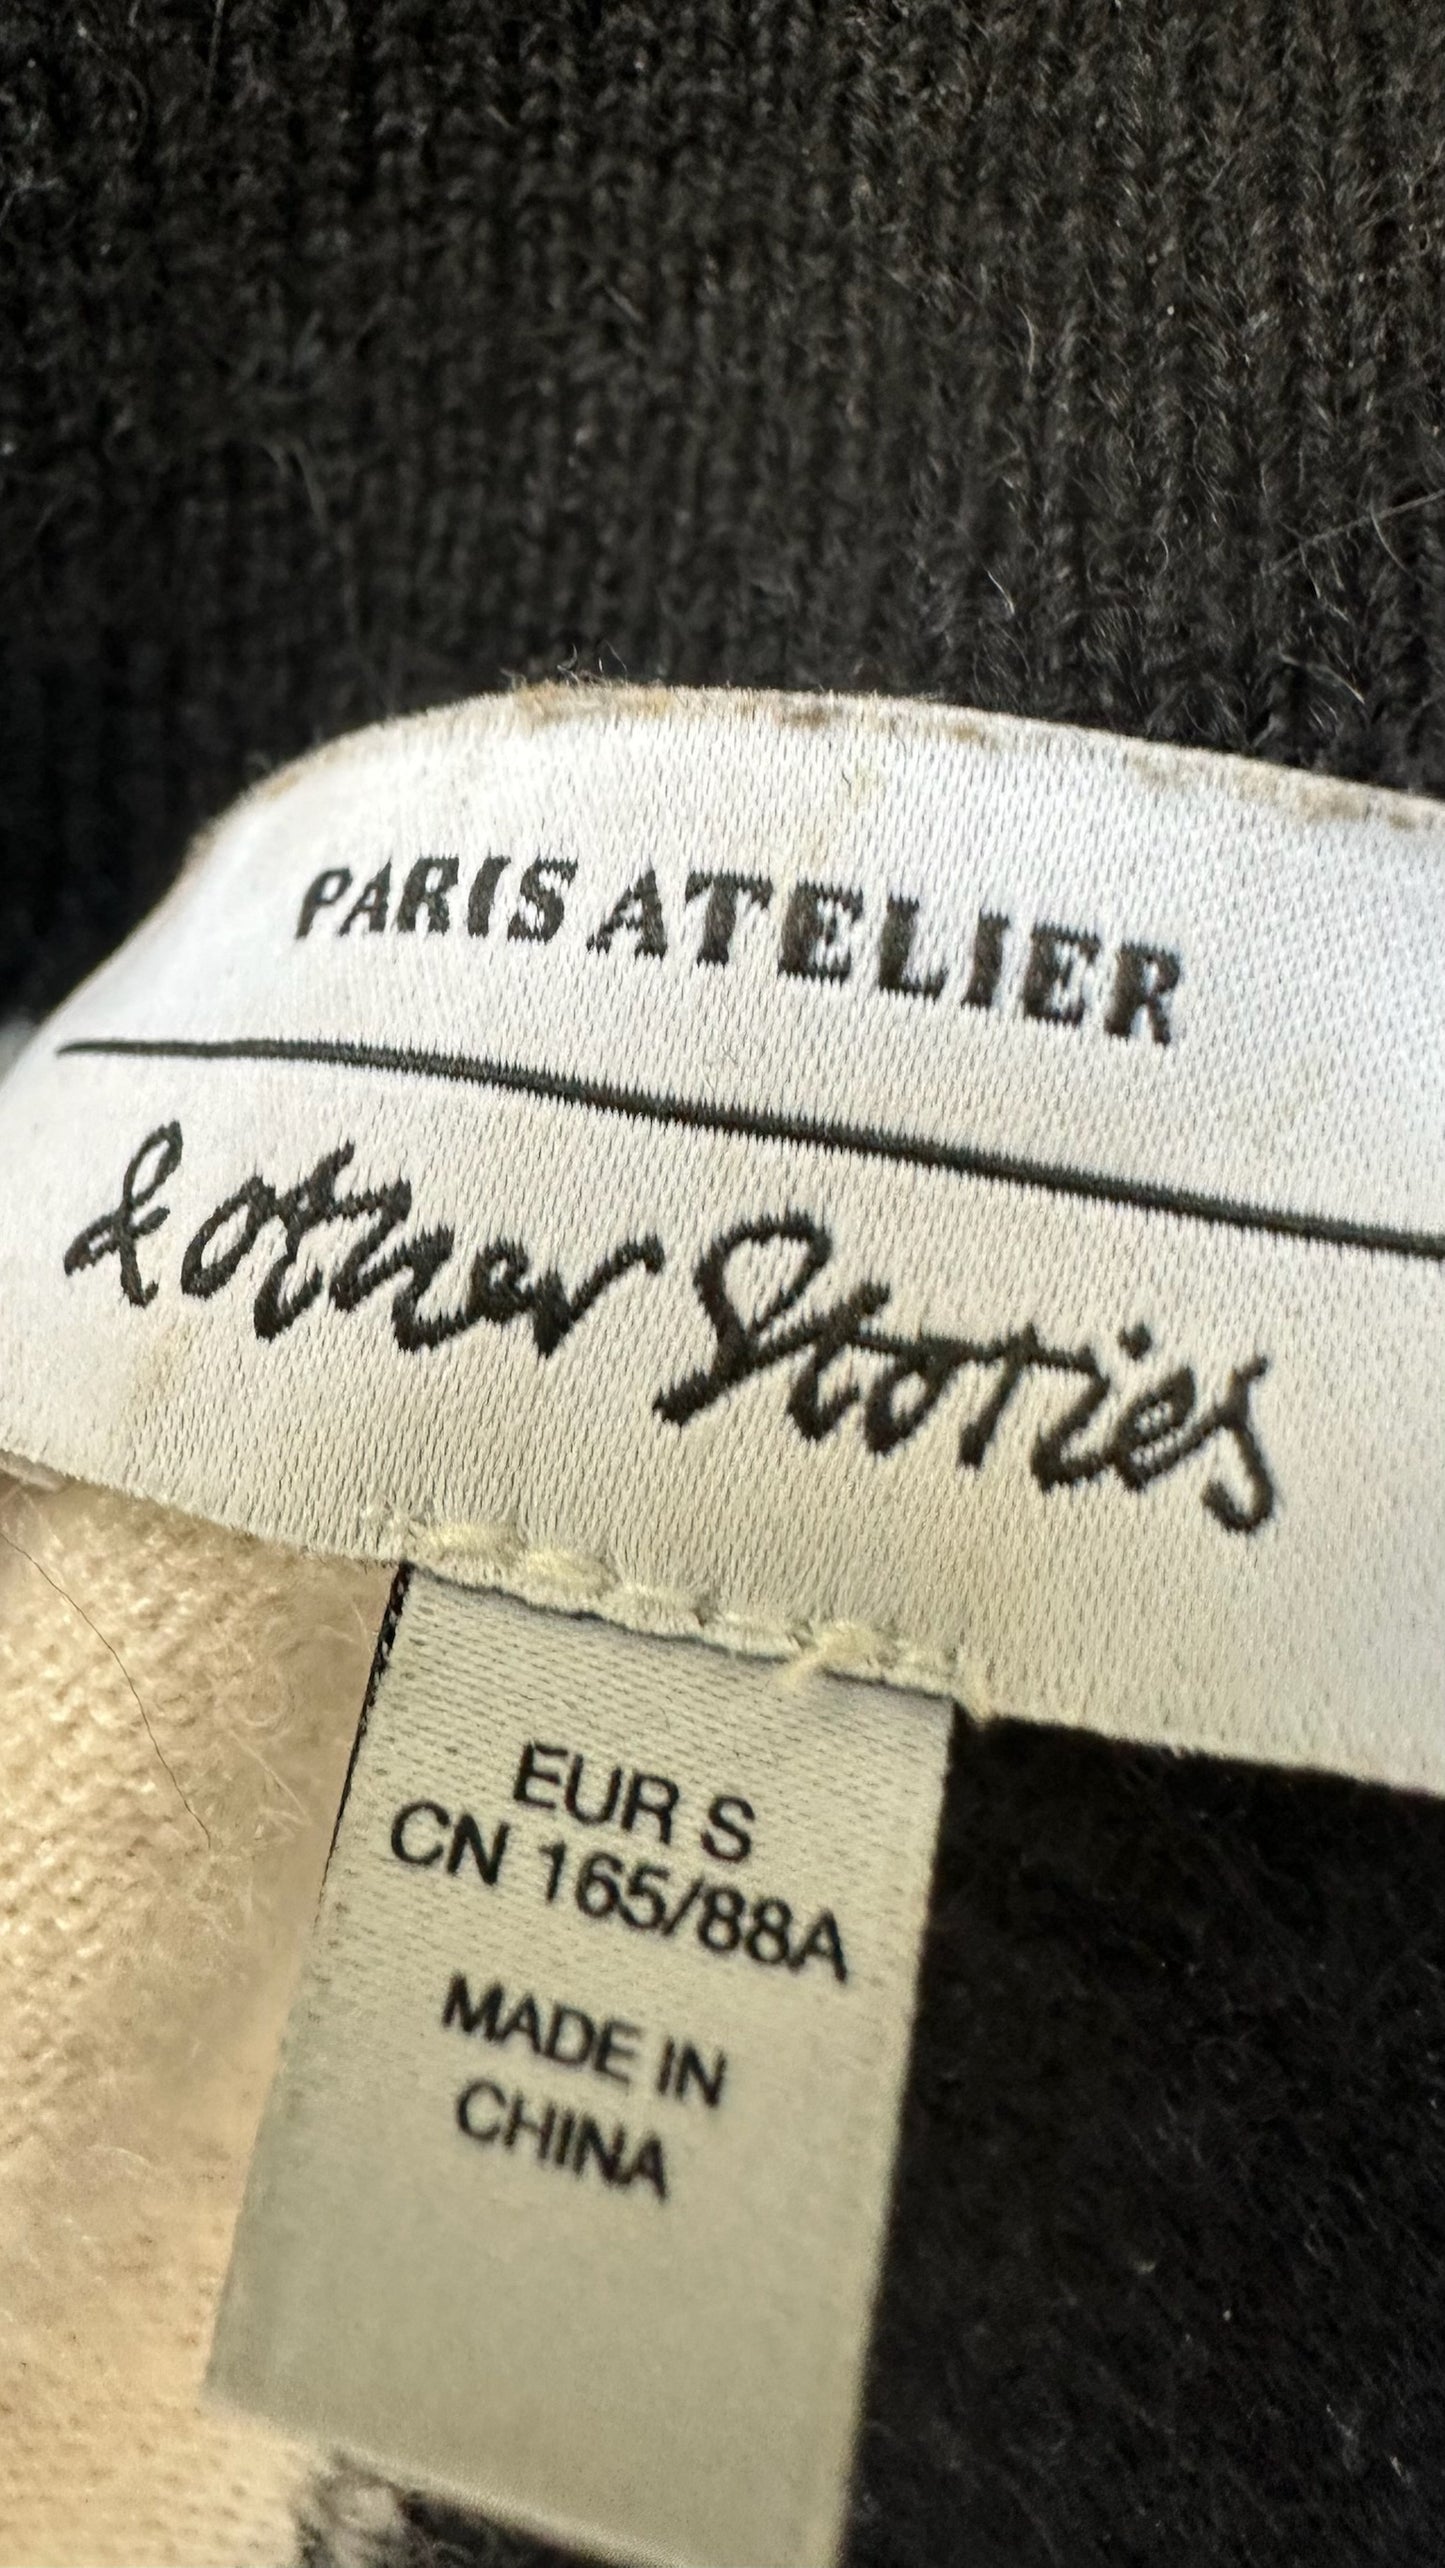 PARIS ATELIER
& other Stories
EUR S
CN 165/88A
MADE IN
CHINA